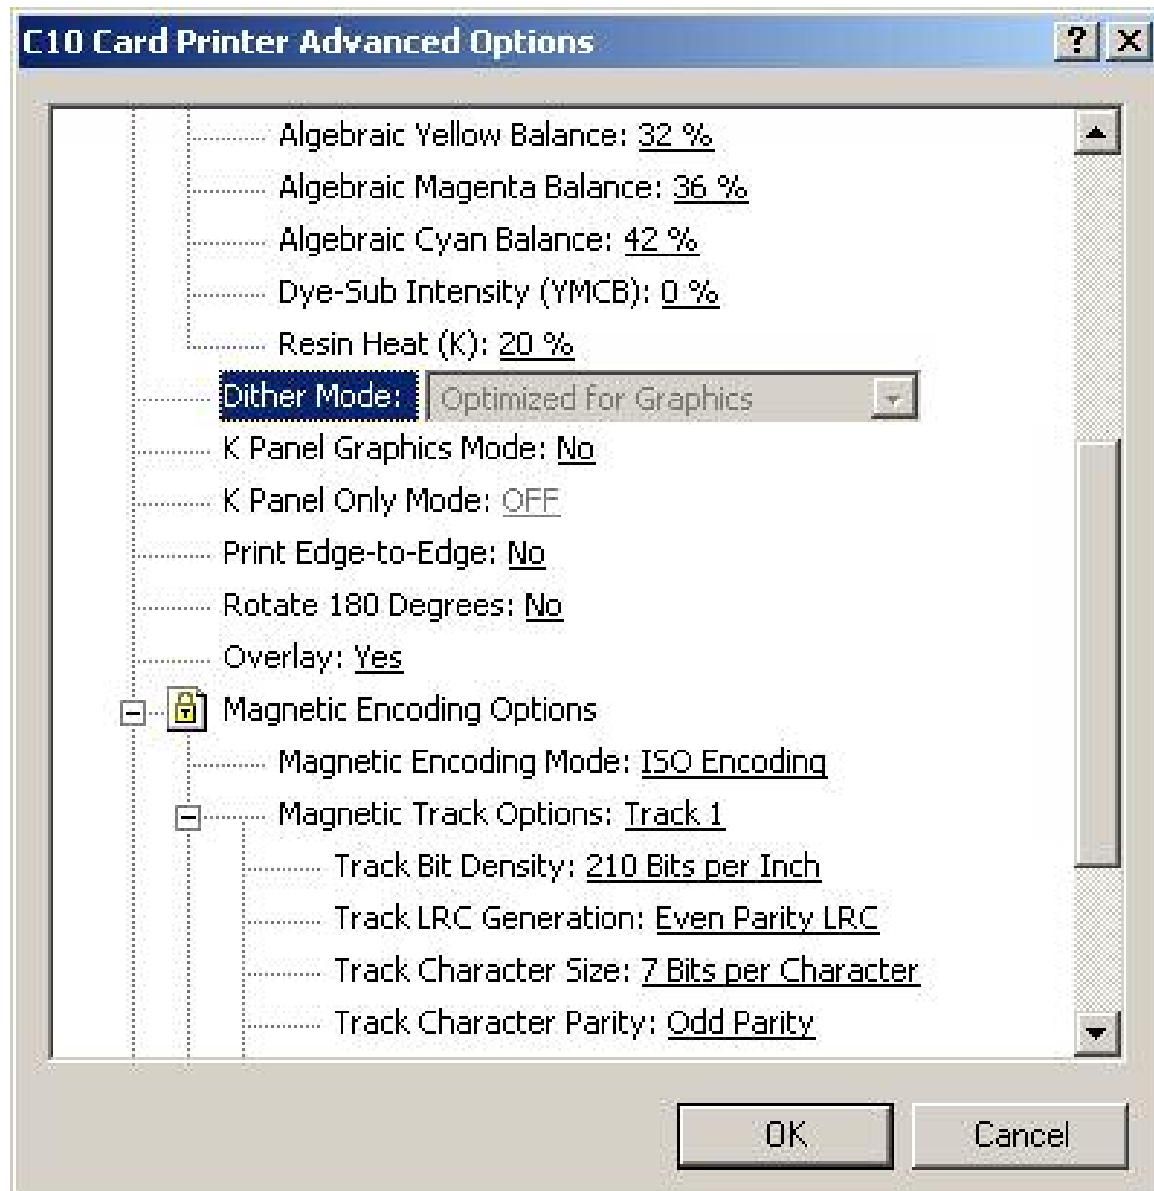 C10 Card Printer Advanced Options
Algebraic Yellow Balance: 32 %
Algebraic Magenta Balance: 36 %
Algebraic Cyan Balance: 42 %
Dye-Sub Intensity (YMCB): 0 %
Resin Heat (K): 20 %
Dither Mode: Optimized for Graphics
K Panel Graphics Mode: No
K Panel Only Mode: OFF
Print Edge-to-Edge: No
Rotate 180 Degrees: No
Overlay: Yes
Magnetic Encoding Options
Magnetic Encoding Mode: ISO Encoding
Magnetic Track Options: Track 1
Track Bit Density: 210 Bits per Inch
Track LRC Generation: Even Parity LRC
Track Character Size: 7 Bits per Character
Track Character Parity: Odd Parity
OK Cancel